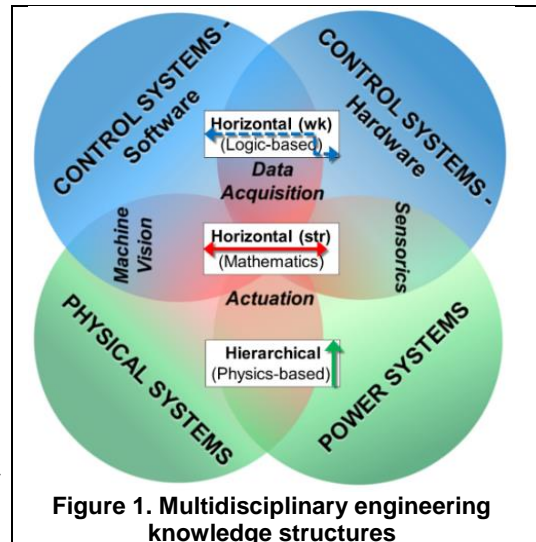 CONTROL SYSTEMS -
Software
CONTROL SYSTEMS -
Hardware
Horizontal (wk)
(Logic-based)
Data
Acquisition
Machine
Vision
Horizontal (str)
(Mathematics)
Sensorics
Actuation
Hierarchical
(Physics-based)
PHYSICAL SYSTEMS
POWER SYSTEMS
Figure 1. Multidisciplinary engineering
knowledge structures